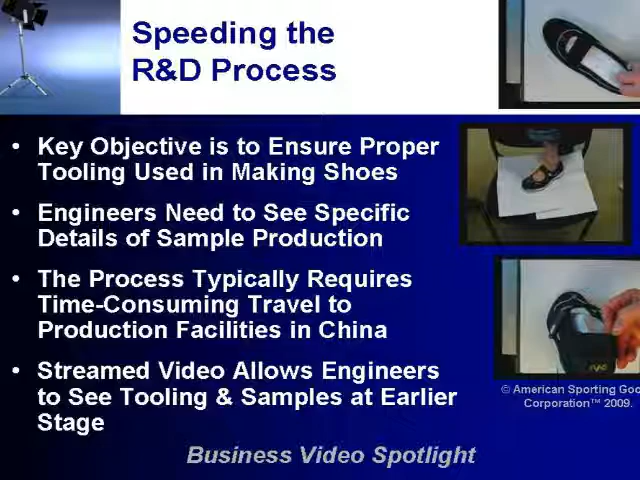 Speeding the
R&D Process
• Key Objective is to Ensure Proper
Tooling Used in Making Shoes
• Engineers Need to See Specific
Details of Sample Production
• The Process Typically Requires
Time-Consuming Travel to
Production Facilities in China
• Streamed Video Allows Engineers
to See Tooling & Samples at Earlier
Stage
© American Sporting Goo
Corporation™ 2009.
Business Video Spotlight